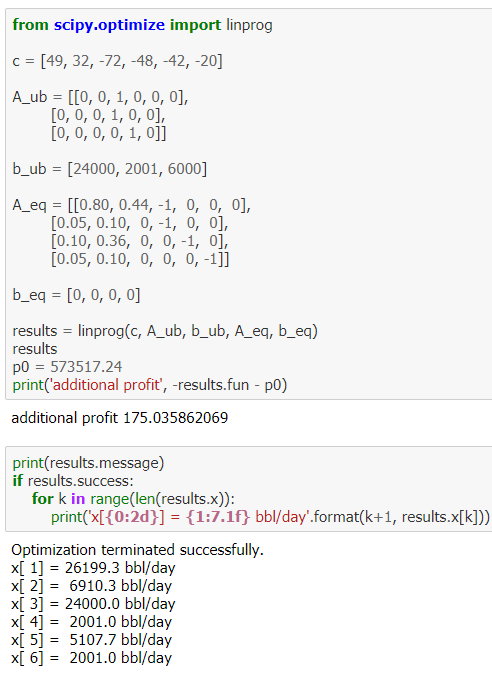 from scipy.optimize import linprog
c = [49, 32, -72, -48, -42, -20]
A_ub = [[0, 0, 1, 0, 0, 0],
[0, 0, 0, 1, 0, 0],
[0, 0, 0, 0, 1, 0]]
b_ub = [24000, 2001, 6000]
A_eq = [[0.80, 0.44, -1, 0, 0, 0],
[0.05, 0.10, 0, -1, 0, 0],
[0.10, 0.36, 0, 0, -1, 0],
[0.05, 0.10, 0, 0, 0, -1]]
b_eq = [0, 0, 0, 0]
results = linprog(c, A_ub, b_ub, A_eq, b_eq)
results
p0 = 573517.24
print('additional profit', -results.fun - p0)
additional profit 175.035862069
print(results.message)
if results.success:
for k in range(len(results.x)):
print('x[{0:2d}] = {1:7.1f} bbl/day'.format(k+1, results.x[k]))
Optimization terminated successfully.
x[ 1] = 26199.3 bbl/day
x[ 2] = 6910.3 bbl/day
x[ 3] = 24000.0 bbl/day
x[ 4] = 2001.0 bbl/day
x[ 5] = 5107.7 bbl/day
x[ 6] = 2001.0 bbl/day